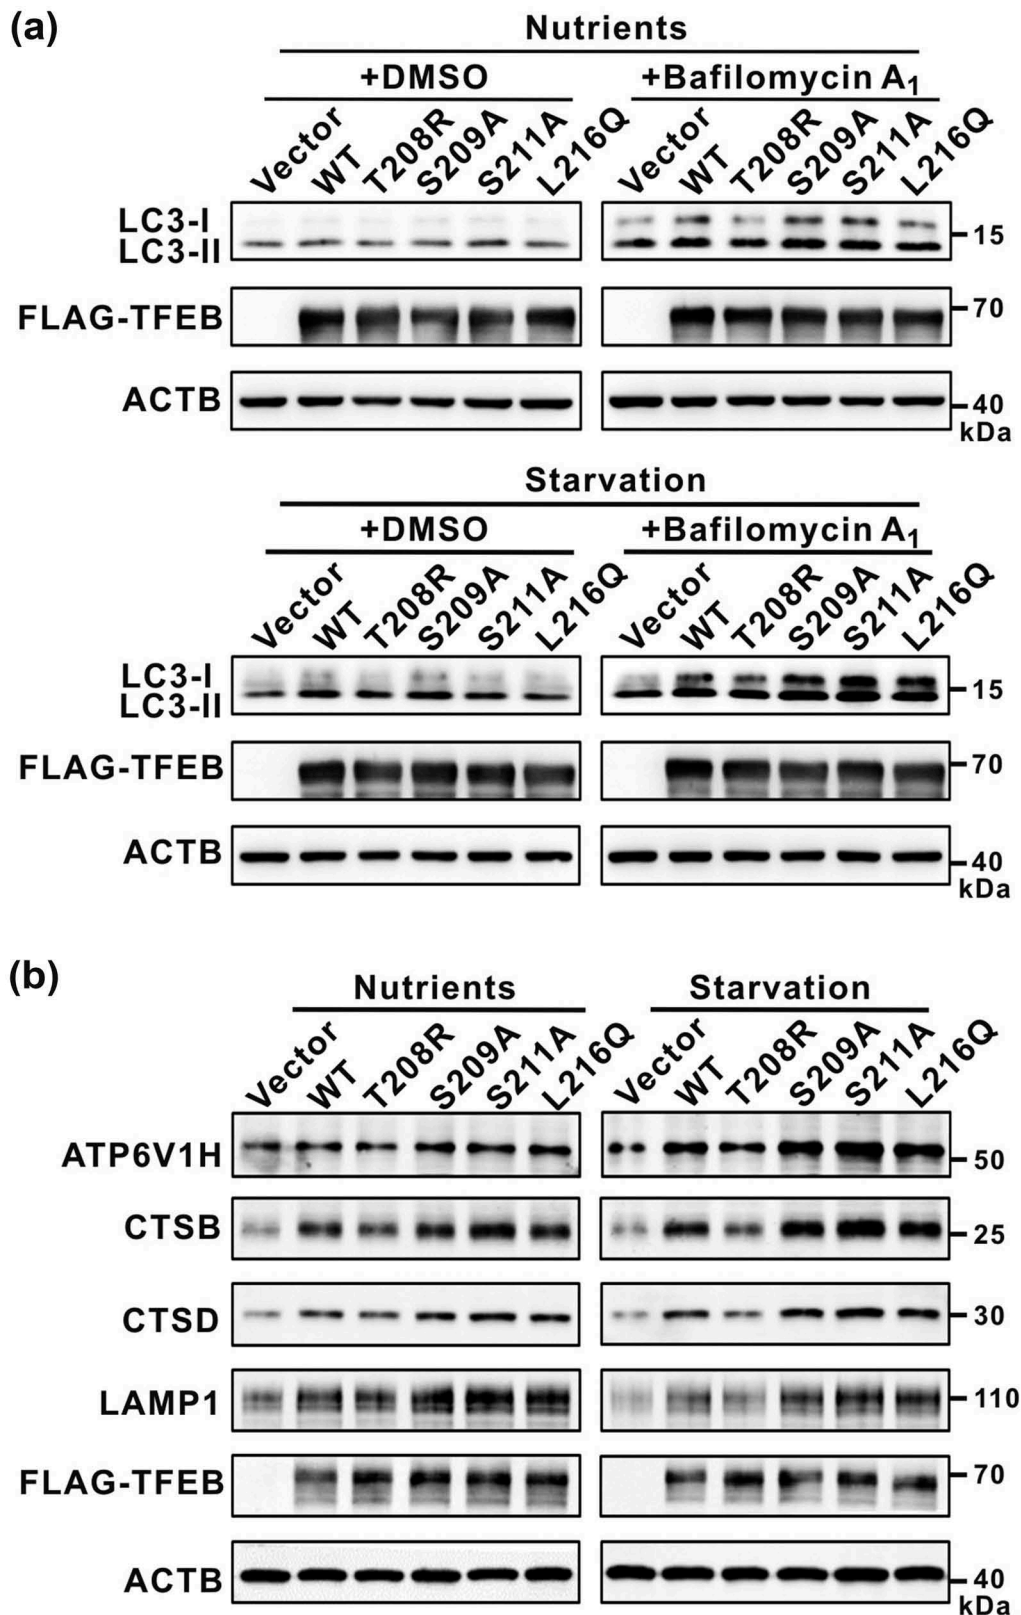 (a)
Nutrients
+DMSO +Bafilomycin A₁
Vector WT T208R S209A S211A L216Q Vector WT T208R S209A S211A L216Q
LC3-I
LC3-II
15
FLAG-TFEB 70
ACTB 40
kDa
Starvation
+DMSO +Bafilomycin A₁
Vector WT T208R S209A S211A L216Q Vector WT T208R S209A S211A L216Q
LC3-I
LC3-II
15
FLAG-TFEB 70
ACTB 40
kDa
(b)
Nutrients Starvation
Vector WT T208R S209A S211A L216Q Vector WT T208R S209A S211A L216Q
ATP6V1H 50
CTSB 25
CTSD 30
LAMP1 110
FLAG-TFEB 70
ACTB 40
kDa